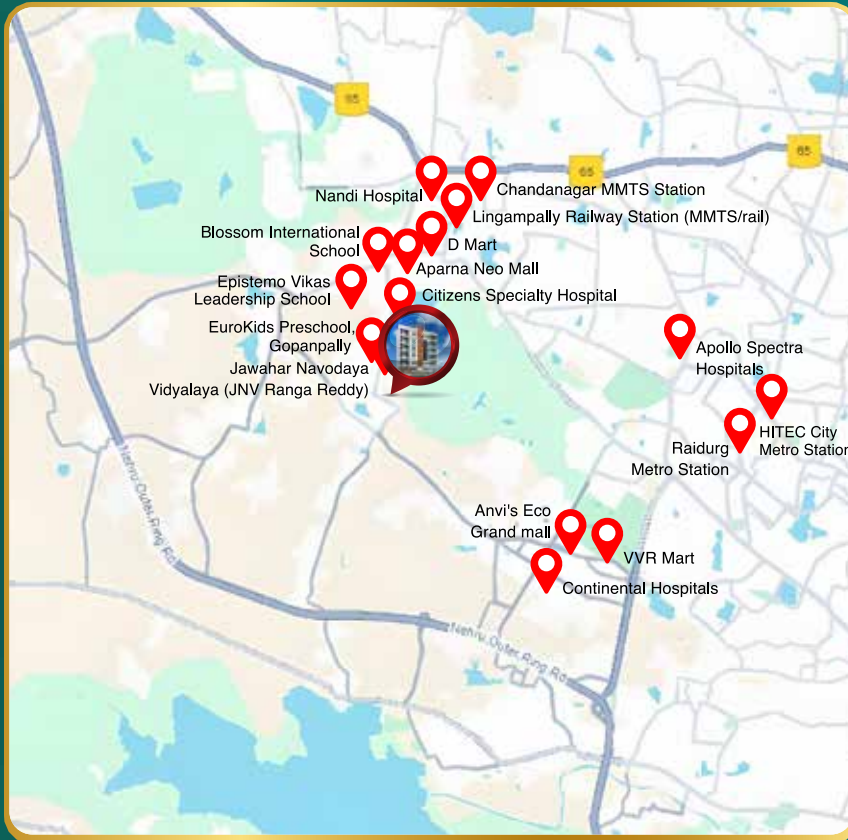 65
65
65
Nandi Hospital
Chandanagar MMTS Station
Lingampally Railway Station (MMTS/rail)
Blossom International
School
D Mart
Aparna Neo Mall
Epistemo Vikas
Leadership School
Citizens Specialty Hospital
EuroKids Preschool,
Gopanpally
Jawahar Navodaya
Vidyalaya (JNV Ranga Reddy)
Apollo Spectra
Hospitals
HITEC City
Metro Station
Raidurg
Metro Station
Nehru Outer Ring Rd
Anvi's Eco
Grand mall
VVR Mart
Continental Hospitals
Nehru Outer Ring Rd